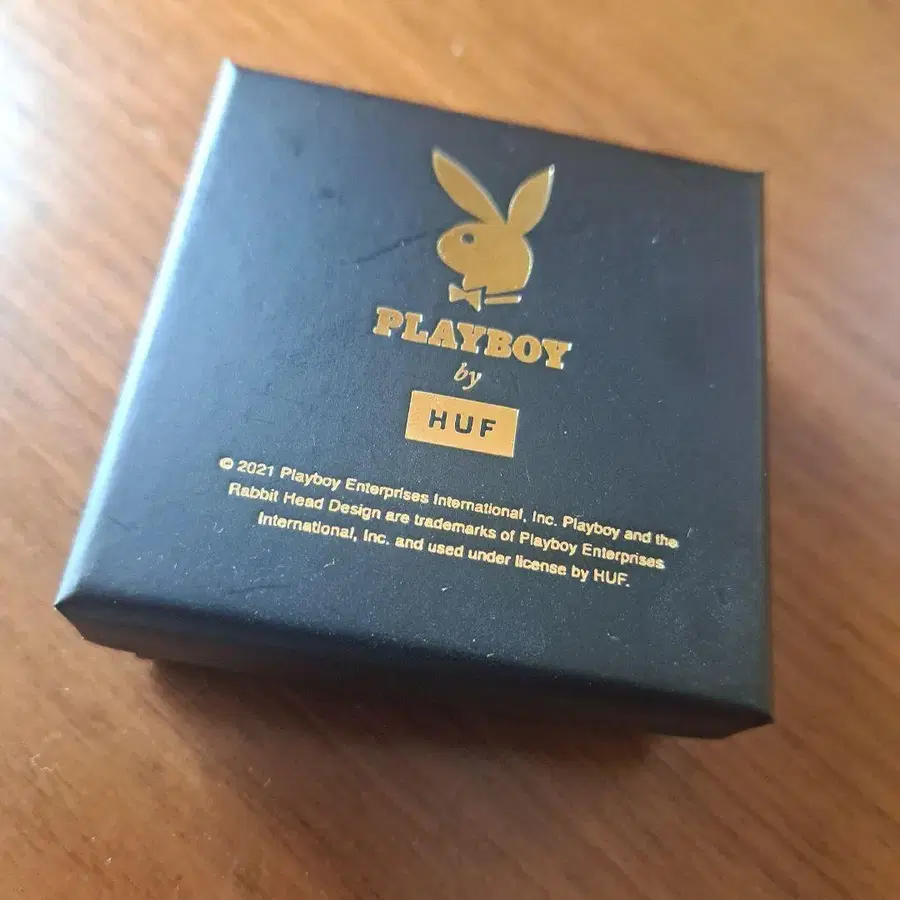 PLAYBOY
by
HUF
© 2021 Playboy Enterprises International, Inc. Playboy and the
Rabbit Head Design are trademarks of Playboy Enterprises
International, Inc. and used under license by HUF.